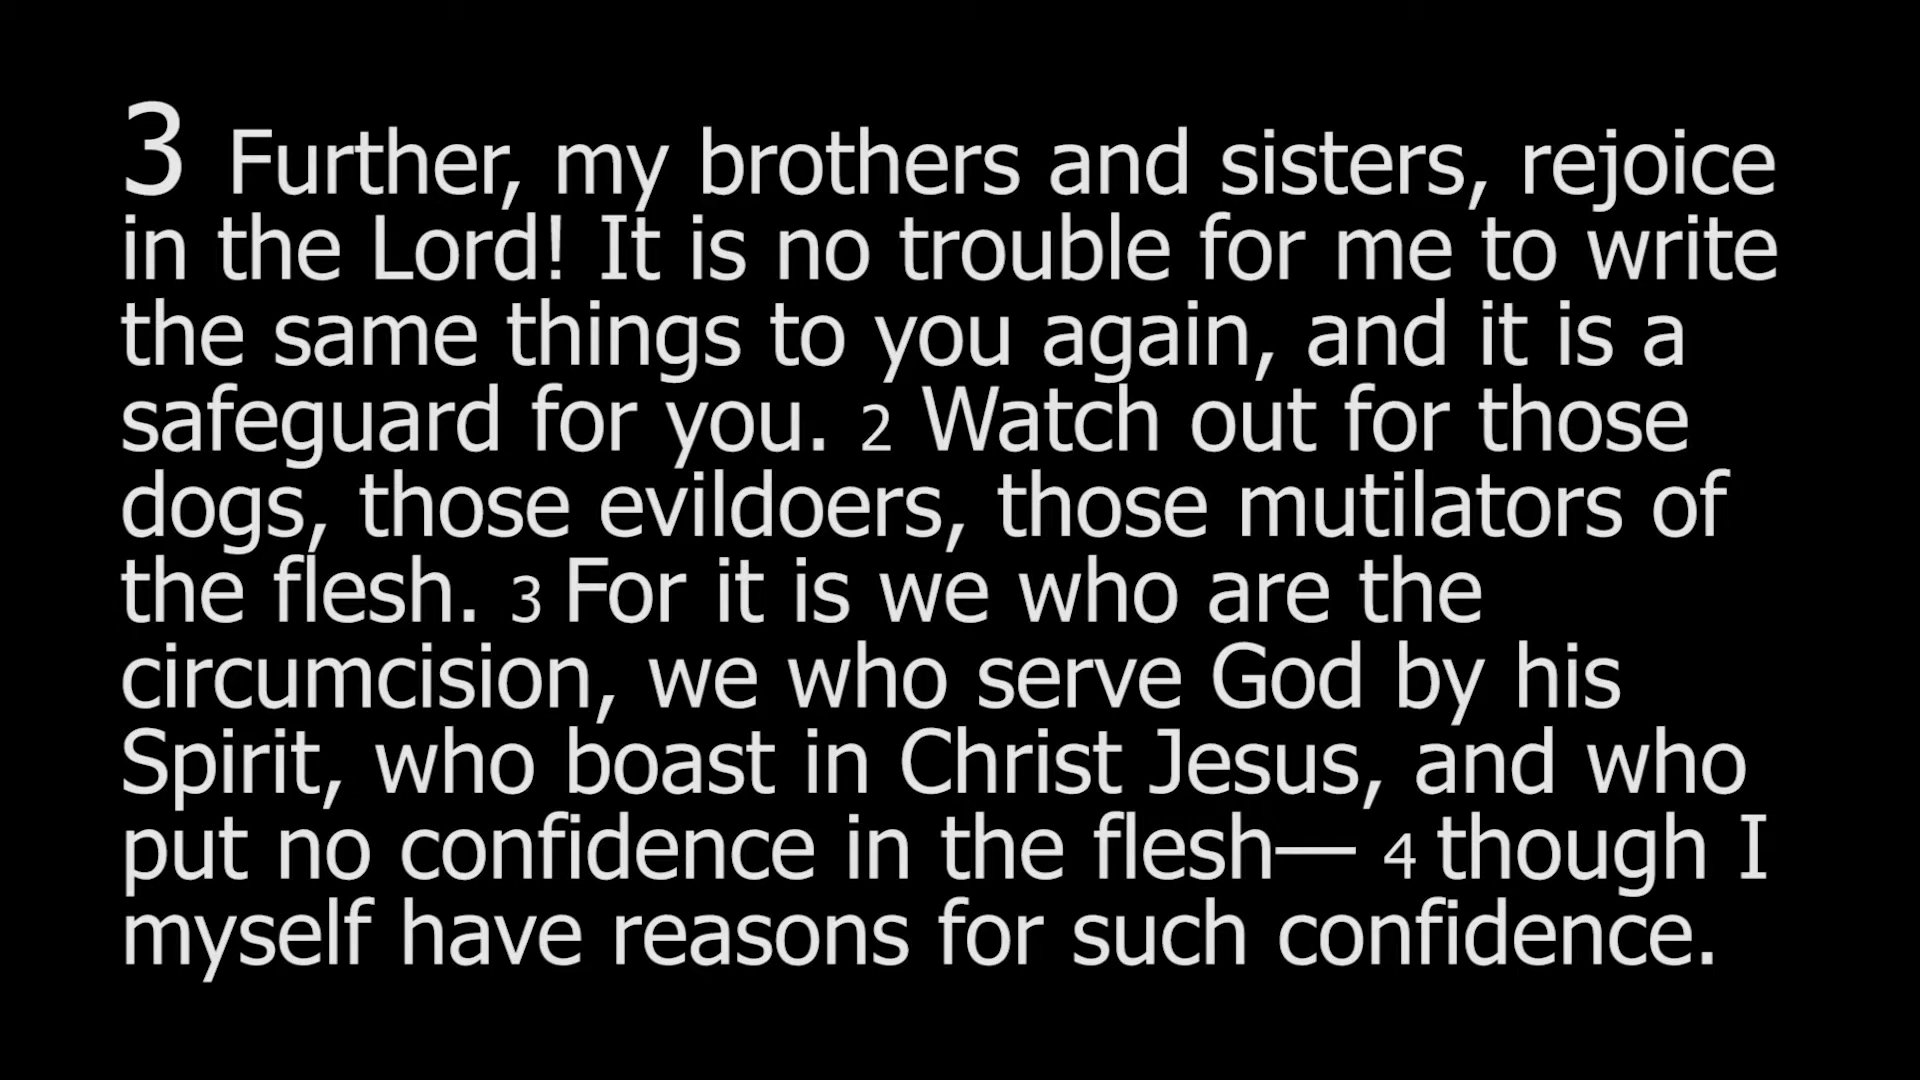 3 Further, my brothers and sisters, rejoice
in the Lord! It is no trouble for me to write
the same things to you again, and it is a
safeguard for you. 2 Watch out for those
dogs, those evildoers, those mutilators of
the flesh. 3 For it is we who are the
circumcision, we who serve God by his
Spirit, who boast in Christ Jesus, and who
put no confidence in the flesh— 4 though I
myself have reasons for such confidence.